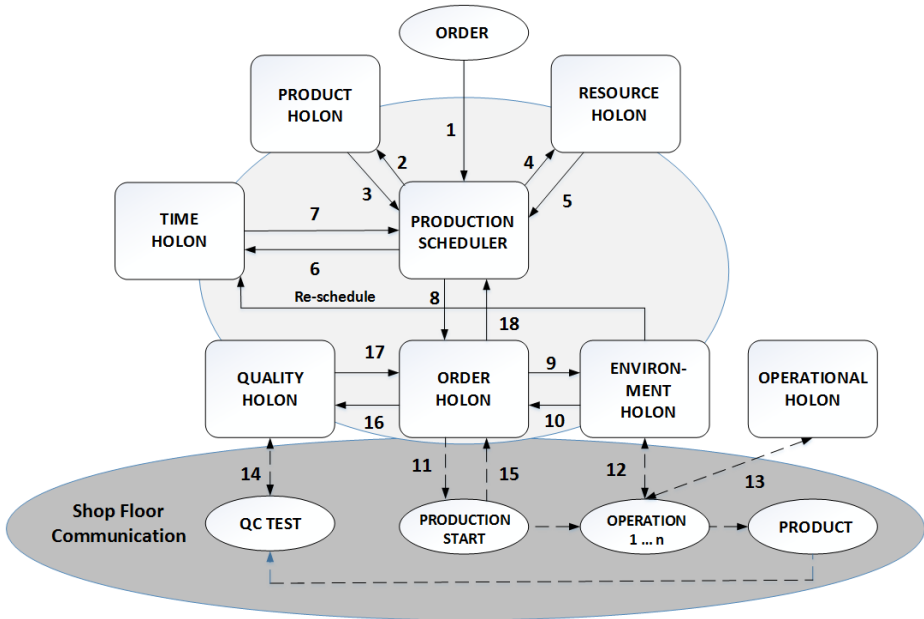 ORDER
PRODUCT
HOLON
RESOURCE
HOLON
1
2
4
3
5
TIME
HOLON
7
PRODUCTION
SCHEDULER
6
Re-schedule
8
18
QUALITY
HOLON
17
ORDER
HOLON
9
ENVIRON-
MENT
HOLON
OPERATIONAL
HOLON
16
10
14
11
15
12
13
Shop Floor
Communication
QC TEST
PRODUCTION
START
OPERATION
1 ... n
PRODUCT